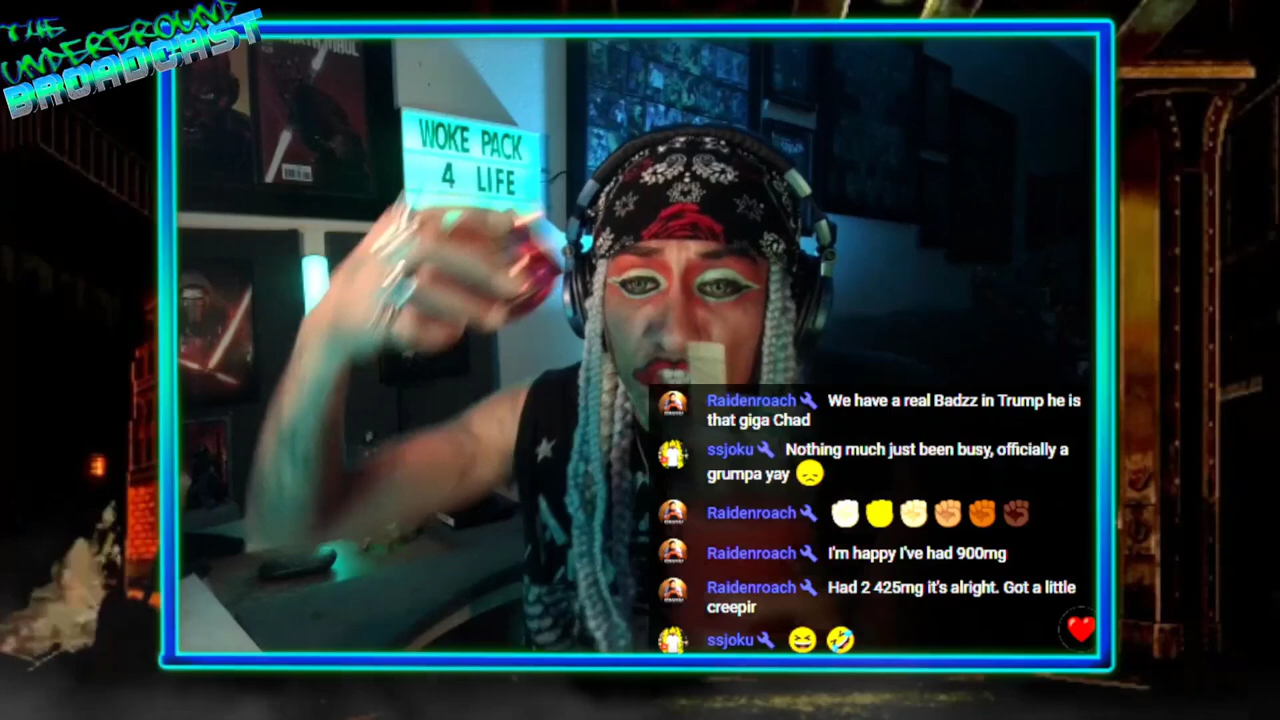 THE
UNDERGROUND
BROADCAST
MAUL
WOKE PACK
4 LIFE
Raidenroach We have a real Badzz in Trump he is
that giga Chad
ssjoku Nothing much just been busy, officially a
grumpa yay
Raidenroach
Raidenroach I'm happy I've had 900mg
Raidenroach Had 2 425mg it's alright. Got a little
creepir
ssjoku